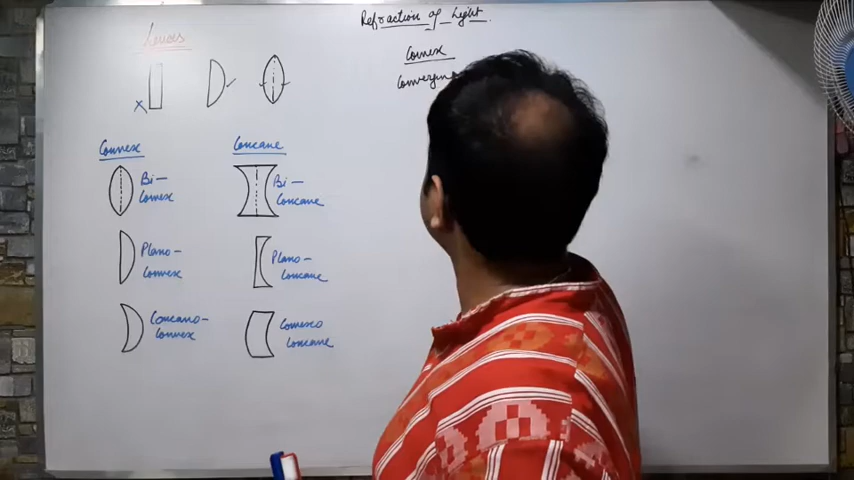 Refraction of Light
Lenses
Convex
Converging
x
Convex
Concave
Bi-
Convex
Bi-
Concave
Plano-
Convex
Plano-
Concave
Concavo-
Convex
Convexo
Concave